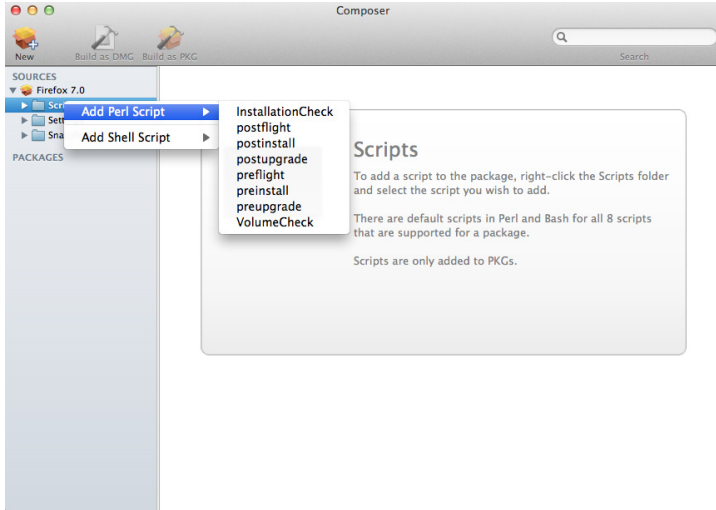 Composer
New
Build as DMG
Build as PKG
Search
SOURCES
Firefox 7.0
Add Perl Script
Add Shell Script
PACKAGES
InstallationCheck
postflight
postinstall
postupgrade
preflight
preinstall
preupgrade
VolumeCheck
Scripts
To add a script to the package, right-click the Scripts folder
and select the script you wish to add.
There are default scripts in Perl and Bash for all 8 scripts
that are supported for a package.
Scripts are only added to PKGs.